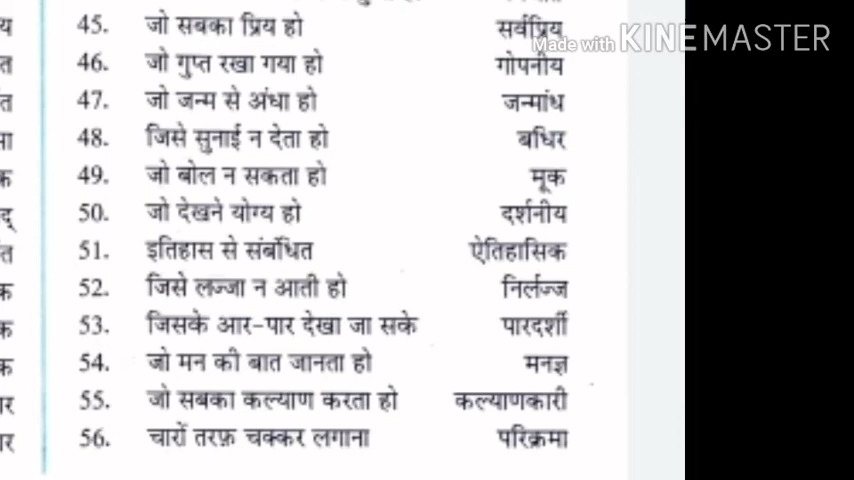 45. जो सबका प्रिय हो सर्वप्रिय
Made with KINEMASTER
46. जो गुप्त रखा गया हो गोपनीय
47. जो जन्म से अंधा हो जन्मांध
48. जिसे सुनाई न देता हो बधिर
49. जो बोल न सकता हो मूक
50. जो देखने योग्य हो दर्शनीय
51. इतिहास से संबंधित ऐतिहासिक
52. जिसे लज्जा न आती हो निर्लज्ज
53. जिसके आर-पार देखा जा सके पारदर्शी
54. जो मन की बात जानता हो मनज्ञ
55. जो सबका कल्याण करता हो कल्याणकारी
56. चारों तरफ़ चक्कर लगाना परिक्रमा